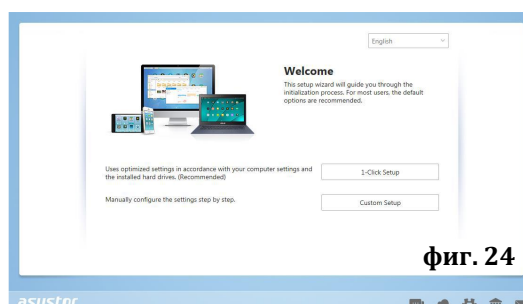 English
Welcome
This setup wizard will guide you through the
initialization process. For most users, the default
options are recommended.
Uses optimized settings in accordance with your computer settings and
the installed hard drives. (Recommended)
1-Click Setup
Manually configure the settings step by step.
Custom Setup
фиг. 24
asustor